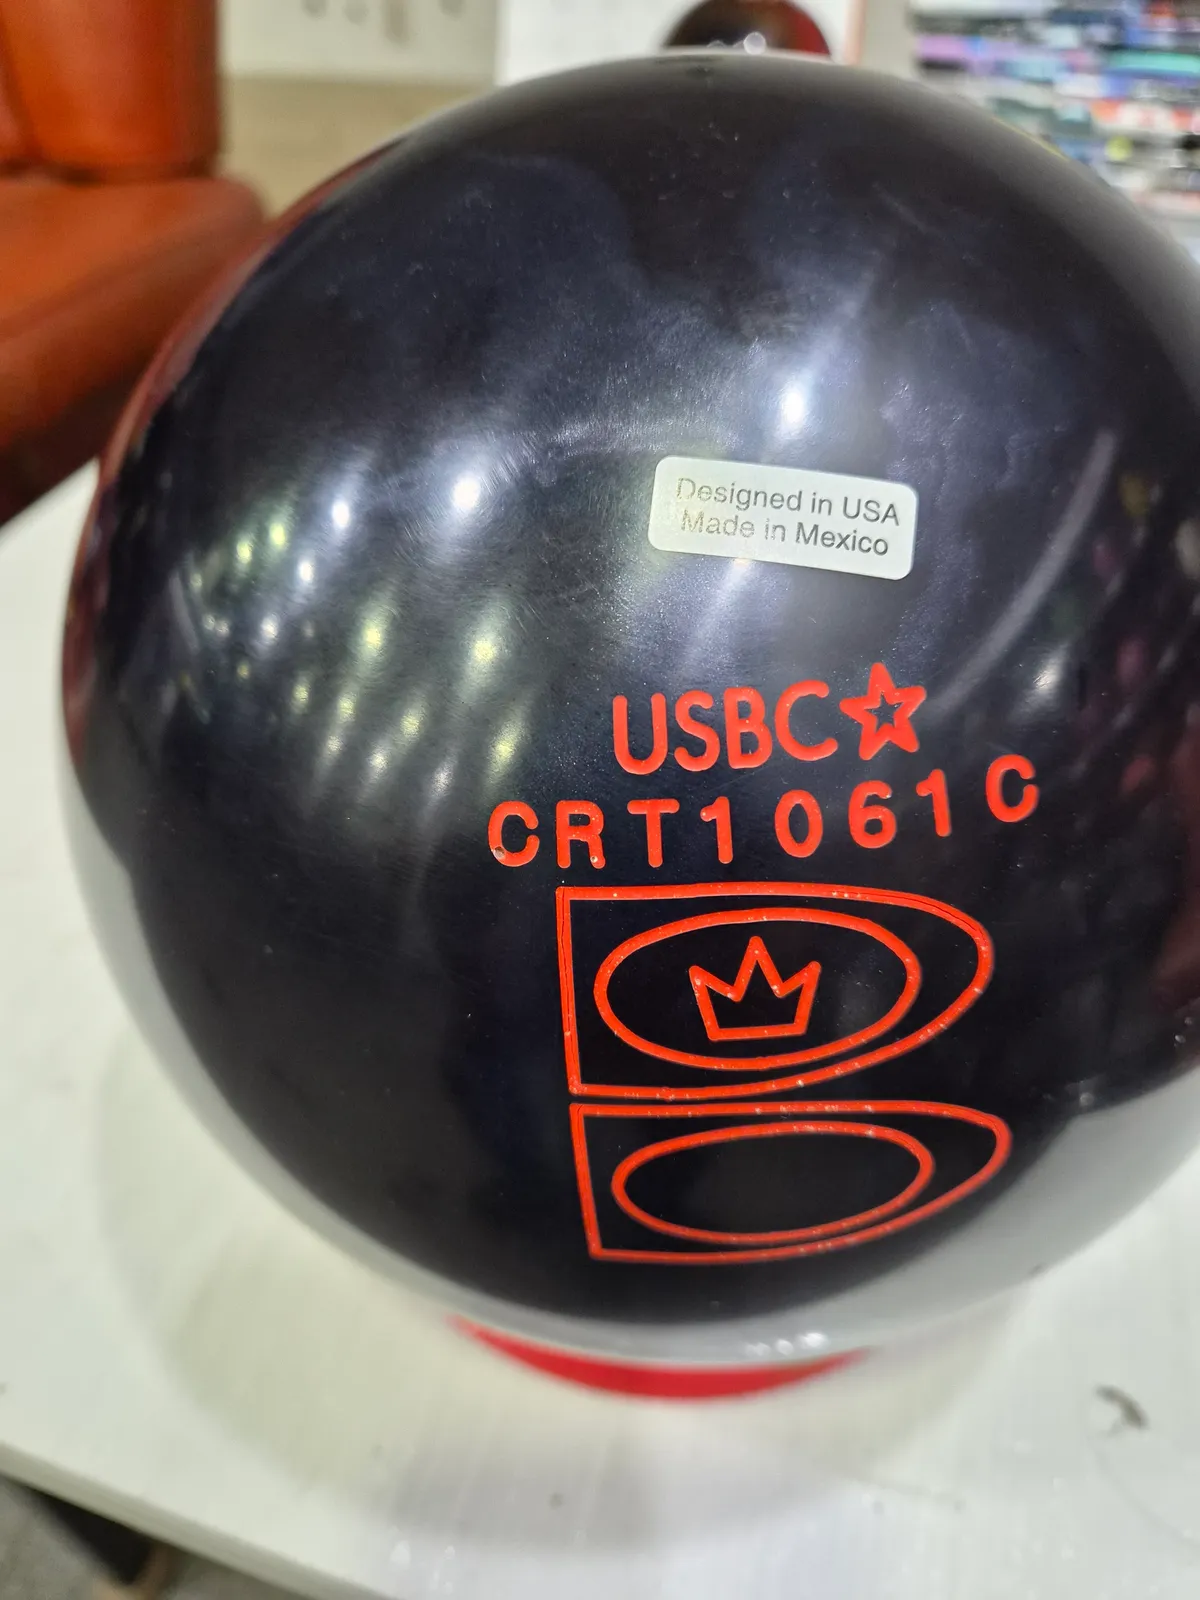 Designed in USA
Made in Mexico
USBC☆
CRT1061C